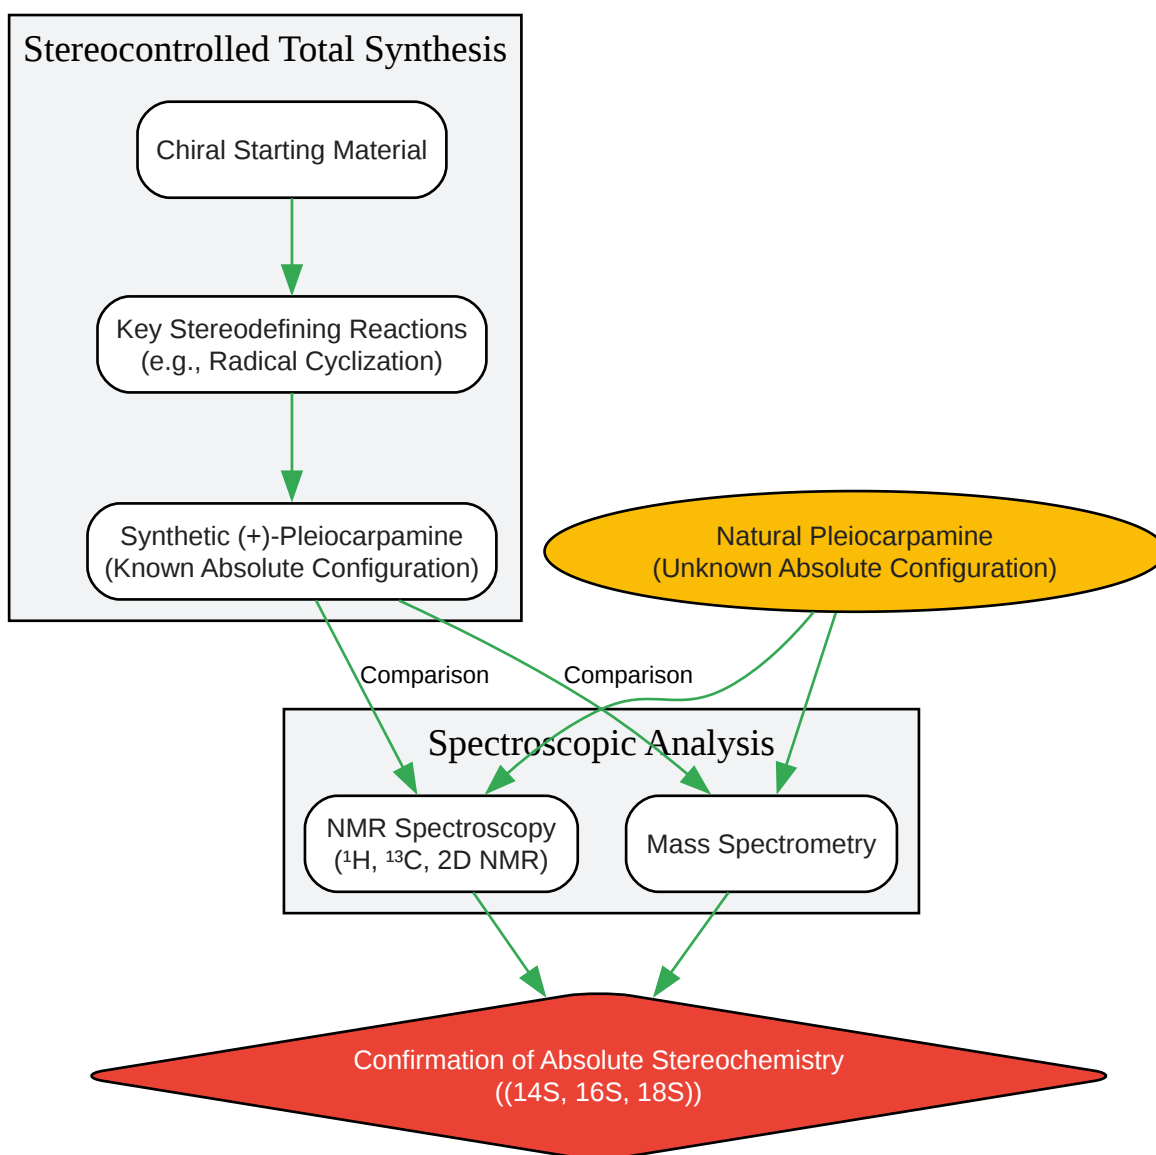 Stereocontrolled Total Synthesis
Chiral Starting Material
Key Stereodefining Reactions
(e.g., Radical Cyclization)
Synthetic (+)-Pleiocarpamine
(Known Absolute Configuration)
Natural Pleiocarpamine
(Unknown Absolute Configuration)
Comparison
Comparison
Spectroscopic Analysis
NMR Spectroscopy
(¹H, ¹³C, 2D NMR)
Mass Spectrometry
Confirmation of Absolute Stereochemistry
((14S, 16S, 18S))